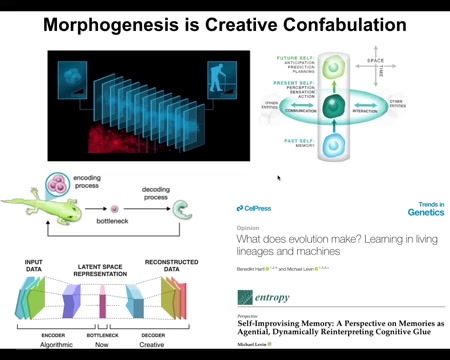 Morphogenesis is Creative Confabulation
FUTURE SELF:
ANTICIPATION
PREDICTION
PLANNING
SPACE
TIME
PRESENT SELF:
PERCEPTION
SENSATION
ACTION
OTHER
ENTITIES
COMMUNICATION
INTERACTION
OTHER
ENTITIES
PAST SELF:
MEMORY
encoding
process
decoding
process
bottleneck
CelPress
Trends in
Genetics
Opinion
What does evolution make? Learning in living
lineages and machines
Benedikt Hartl and Michael Levin
INPUT
DATA
LATENT SPACE
REPRESENTATION
RECONSTRUCTED
DATA
ENCODER
BOTTLENECK
DECODER
Algorithmic
Now
Creative
entropy
Perspective
Self-Improvising Memory: A Perspective on Memories as
Agential, Dynamically Reinterpreting Cognitive Glue
Michael Levin